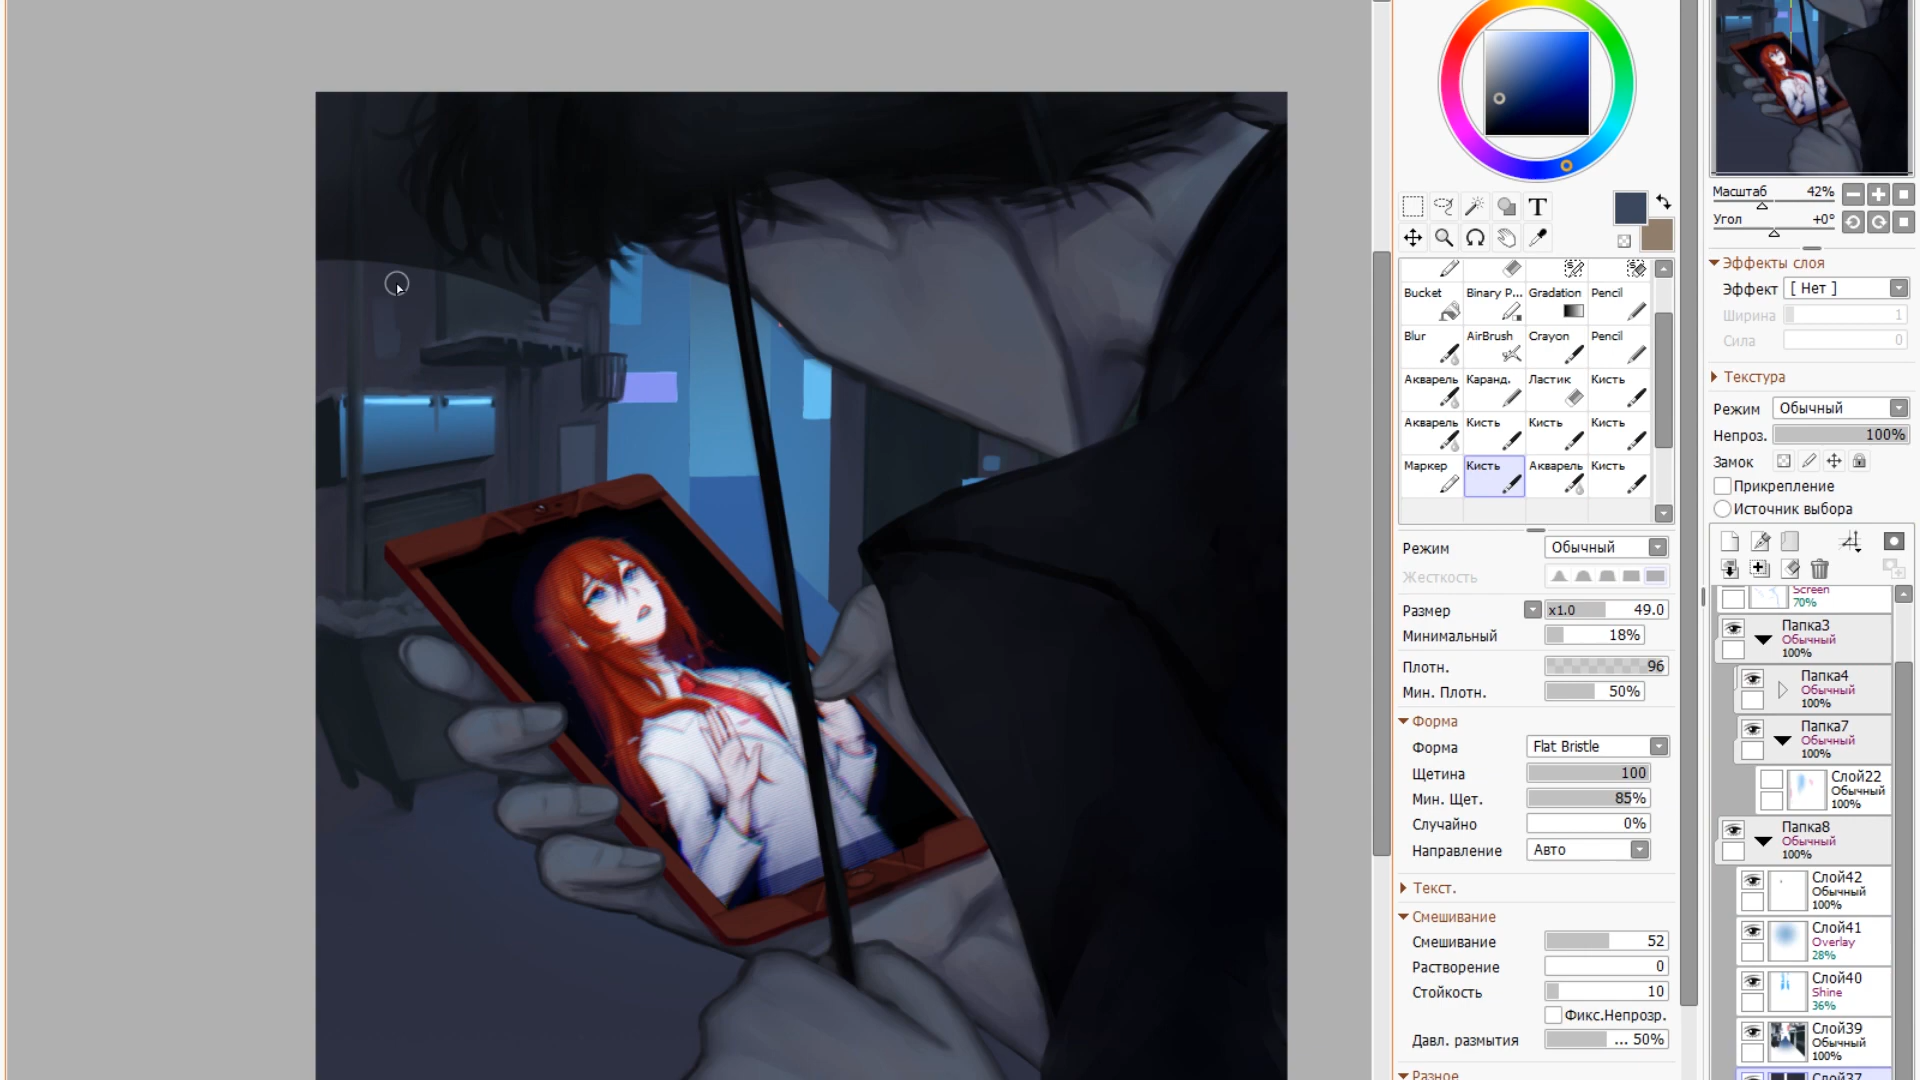 Масштаб 42%
Угол +0°
Эффекты слоя
Эффект [ Нет ]
Ширина 1
Сила 0
Текстура
Режим Обычный
Непроз. 100%
Замок
Прикрепление
Источник выбора
T
Bucket Binary P... Gradation Pencil
Blur AirBrush Crayon Pencil
Акварель Каранд. Ластик Кисть
Акварель Кисть Кисть Кисть
Маркер Кисть Акварель Кисть
Режим Обычный
Жесткость
Размер x1.0 49.0
Минимальный 18%
Плотн. 96
Мин. Плотн. 50%
Форма
Форма Flat Bristle
Щетина 100
Мин. Щет. 85%
Случайно 0%
Направление Авто
Текст.
Смешивание
Смешивание 52
Растворение 0
Стойкость 10
Фикс.Непрозр.
Давл. размытия ... 50%
Разное
Screen
70%
Папка3
Обычный
100%
Папка4
Обычный
100%
Папка7
Обычный
100%
Слой22
Обычный
100%
Папка8
Обычный
100%
Слой42
Обычный
100%
Слой41
Overlay
28%
Слой40
Shine
36%
Слой39
Обычный
100%
Слой37